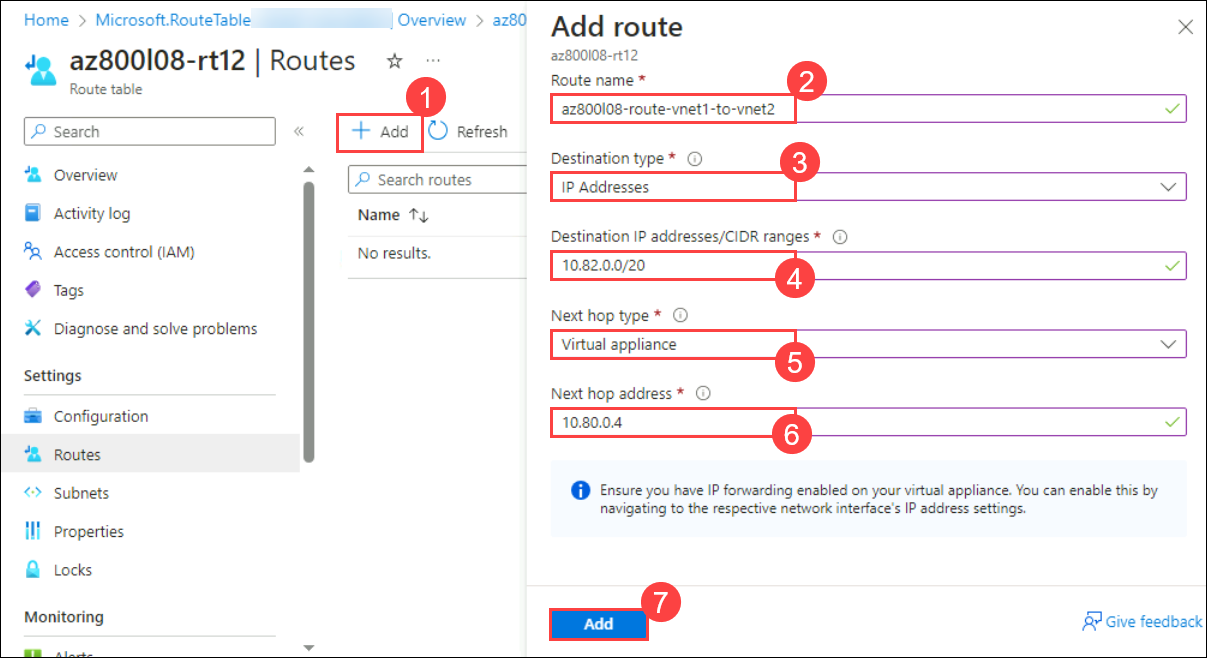 Home > Microsoft.RouteTable | Overview > az80
az800l08-rt12 | Routes ☆ ...
Route table
Search «
Overview
Activity log
Access control (IAM)
Tags
Diagnose and solve problems
Settings
Configuration
Routes
Subnets
Properties
Locks
Monitoring
Alerts
1
+ Add
Refresh
Search routes
Name ↑↓
No results.
Add route
az800l08-rt12
Route name *
2
az800l08-route-vnet1-to-vnet2
Destination type *
3
IP Addresses
Destination IP addresses/CIDR ranges *
10.82.0.0/20
4
Next hop type *
Virtual appliance
5
Next hop address *
10.80.0.4
6
Ensure you have IP forwarding enabled on your virtual appliance. You can enable this by
navigating to the respective network interface's IP address settings.
7
Add
Give feedback